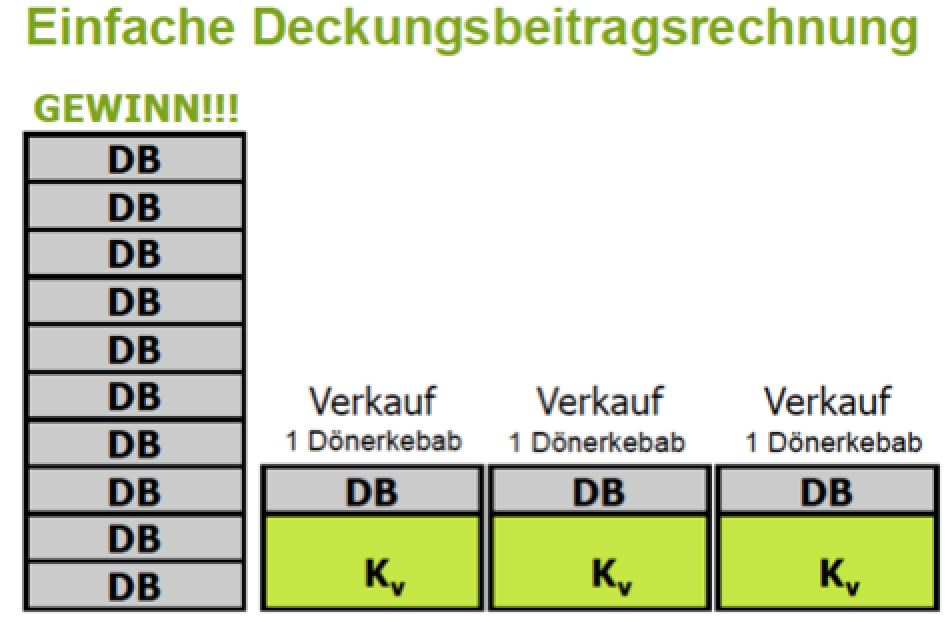 Einfache Deckungsbeitragsrechnung
GEWINN!!!
DB
DB
DB
DB
DB
DB
DB
DB
DB
DB
Verkauf
1 Dönerkebab
DB
Kv
Verkauf
1 Dönerkebab
DB
Kv
Verkauf
1 Dönerkebab
DB
Kv